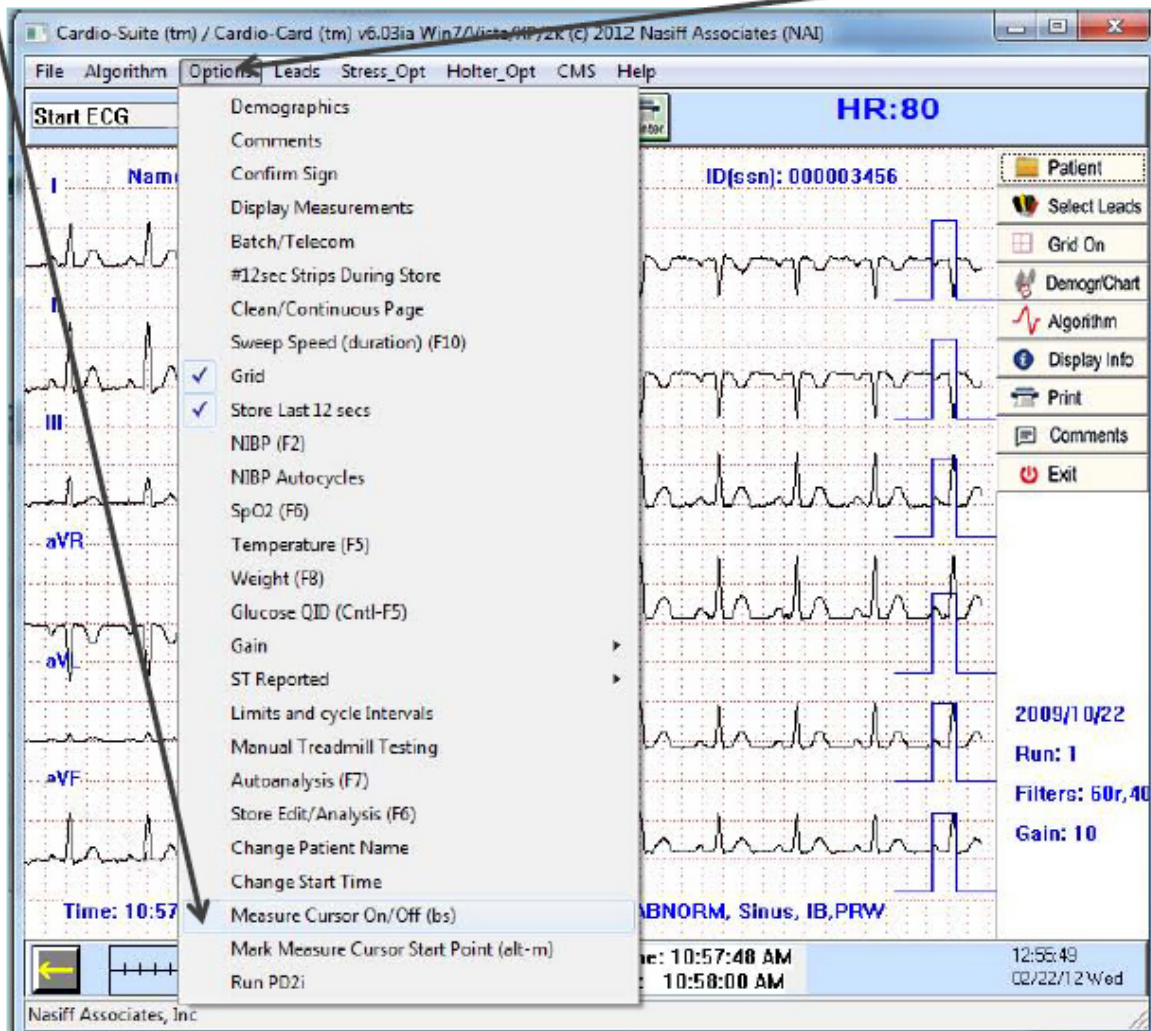 Cardio-Suite (tm) / Cardio-Card (tm) v6.03ia Win7/Vista/XP/2k (c) 2012 Nasiff Associates (NAI)
File Algorithm Options Leads Stress_Opt Holter_Opt CMS Help
Start ECG
HR:80
Demographics
Comments
Confirm Sign
Display Measurements
Batch/Telecom
#12sec Strips During Store
Clean/Continuous Page
Sweep Speed (duration) (F10)
Grid
Store Last 12 secs
NIBP (F2)
NIBP Autocycles
SpO2 (F6)
Temperature (F5)
Weight (F8)
Glucose QID (Cntl-F5)
Gain
ST Reported
Limits and cycle Intervals
Manual Treadmill Testing
Autoanalysis (F7)
Store Edit/Analysis (F6)
Change Patient Name
Change Start Time
Measure Cursor On/Off (bs)
Mark Measure Cursor Start Point (alt-m)
Run PD2i
I
III
aVR
aVL
aVF
ID(ssn): 000003456
Patient
Select Leads
Grid On
Demogr/Chart
Algorithm
Display Info
Print
Comments
Exit
2009/10/22
Run: 1
Filters: 60r,40
Gain: 10
Time: 10:57
ABNORM, Sinus, IB,PRW
10:57:48 AM
10:58:00 AM
12:56:49
02/22/12 Wed
Nasiff Associates, Inc